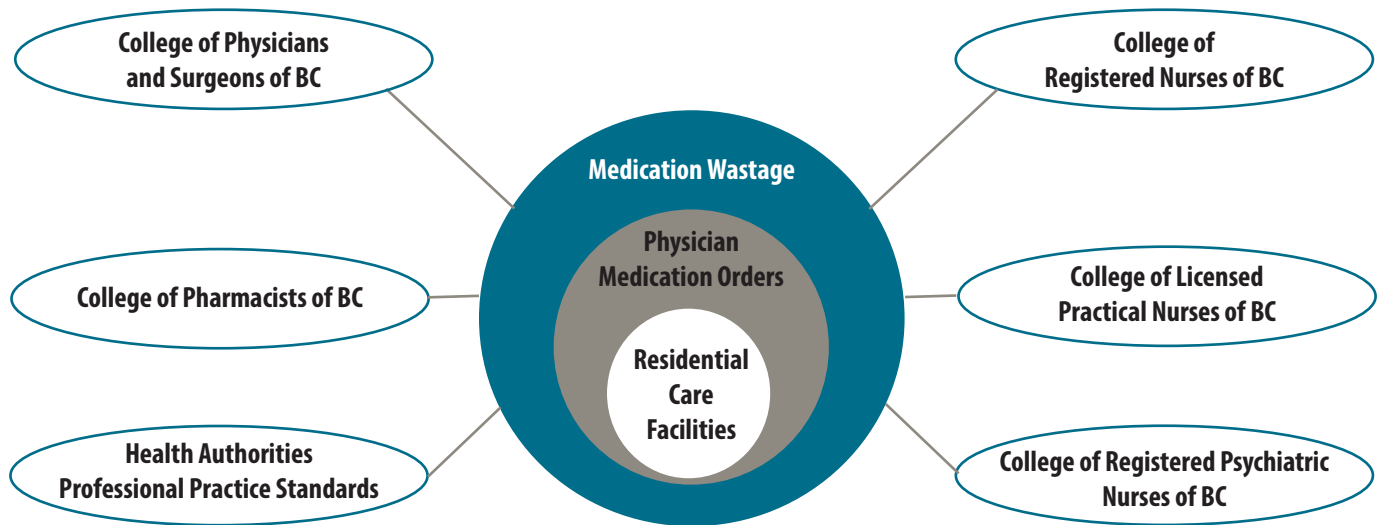 College of Physicians
and Surgeons of BC
College of
Registered Nurses of BC
Medication Wastage
Physician
Medication Orders
College of Pharmacists of BC
College of Licensed
Practical Nurses of BC
Residential
Care
Facilities
Health Authorities
Professional Practice Standards
College of Registered Psychiatric
Nurses of BC